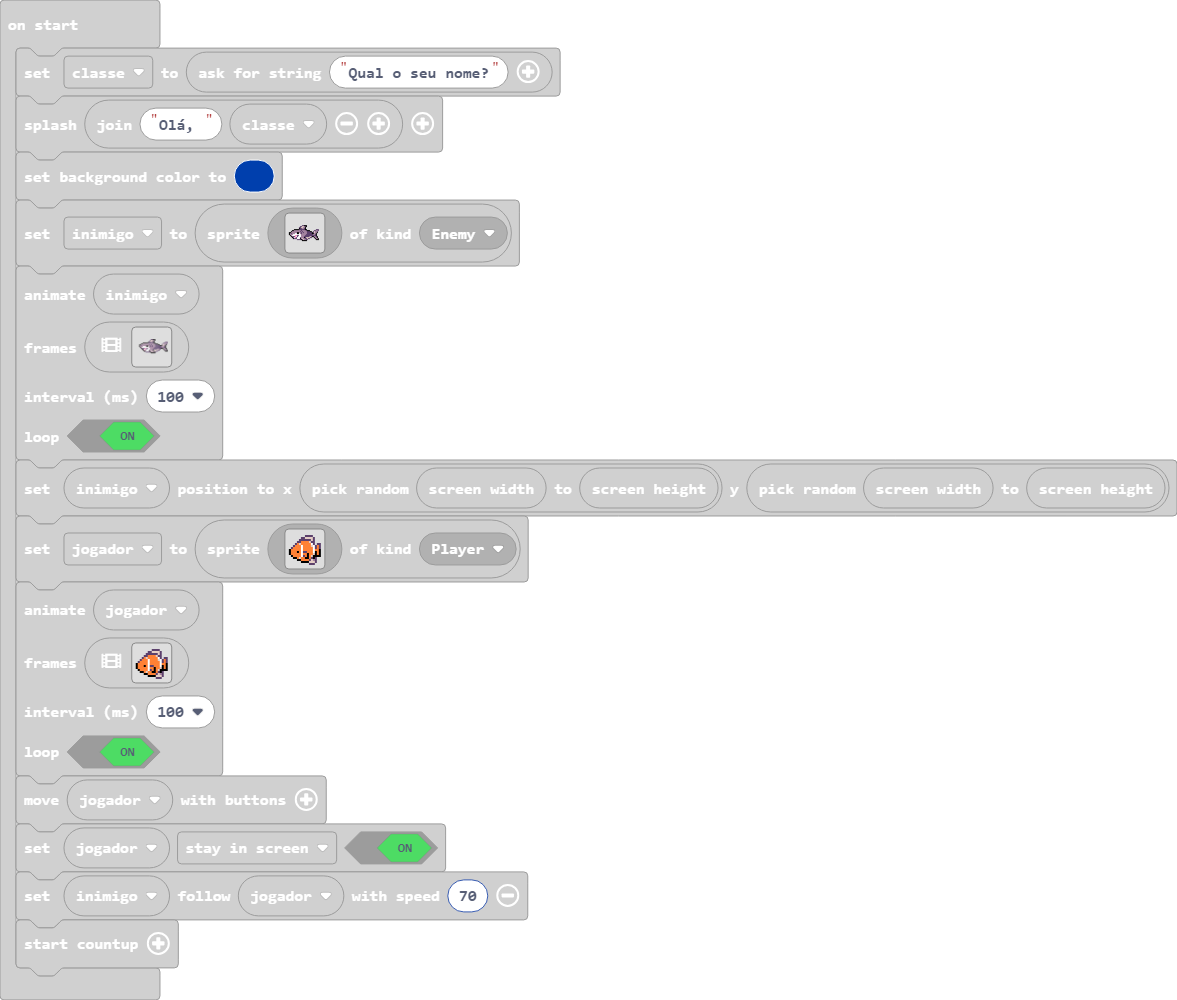 on start
set classe to ask for string "Qual o seu nome?"
splash join "Olá, " classe
set background color to
set inimigo to sprite of kind Enemy
animate inimigo
frames
interval (ms) 100
loop ON
set inimigo position to x pick random screen width to screen height y pick random screen width to screen height
set jogador to sprite of kind Player
animate jogador
frames
interval (ms) 100
loop ON
move jogador with buttons
set jogador stay in screen ON
set inimigo follow jogador with speed 70
start countup